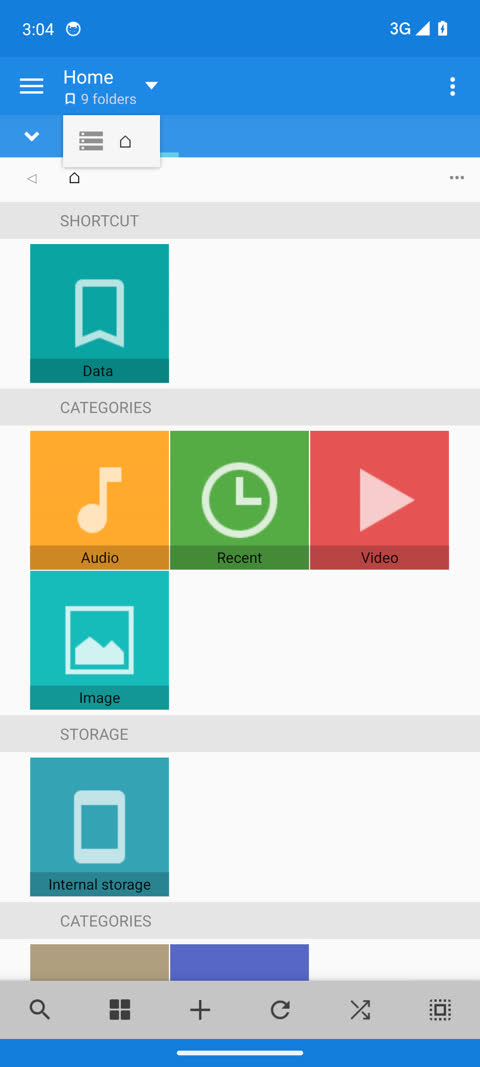 3:04
3G
Home
9 folders
SHORTCUT
Data
CATEGORIES
Audio
Recent
Video
Image
STORAGE
Internal storage
CATEGORIES